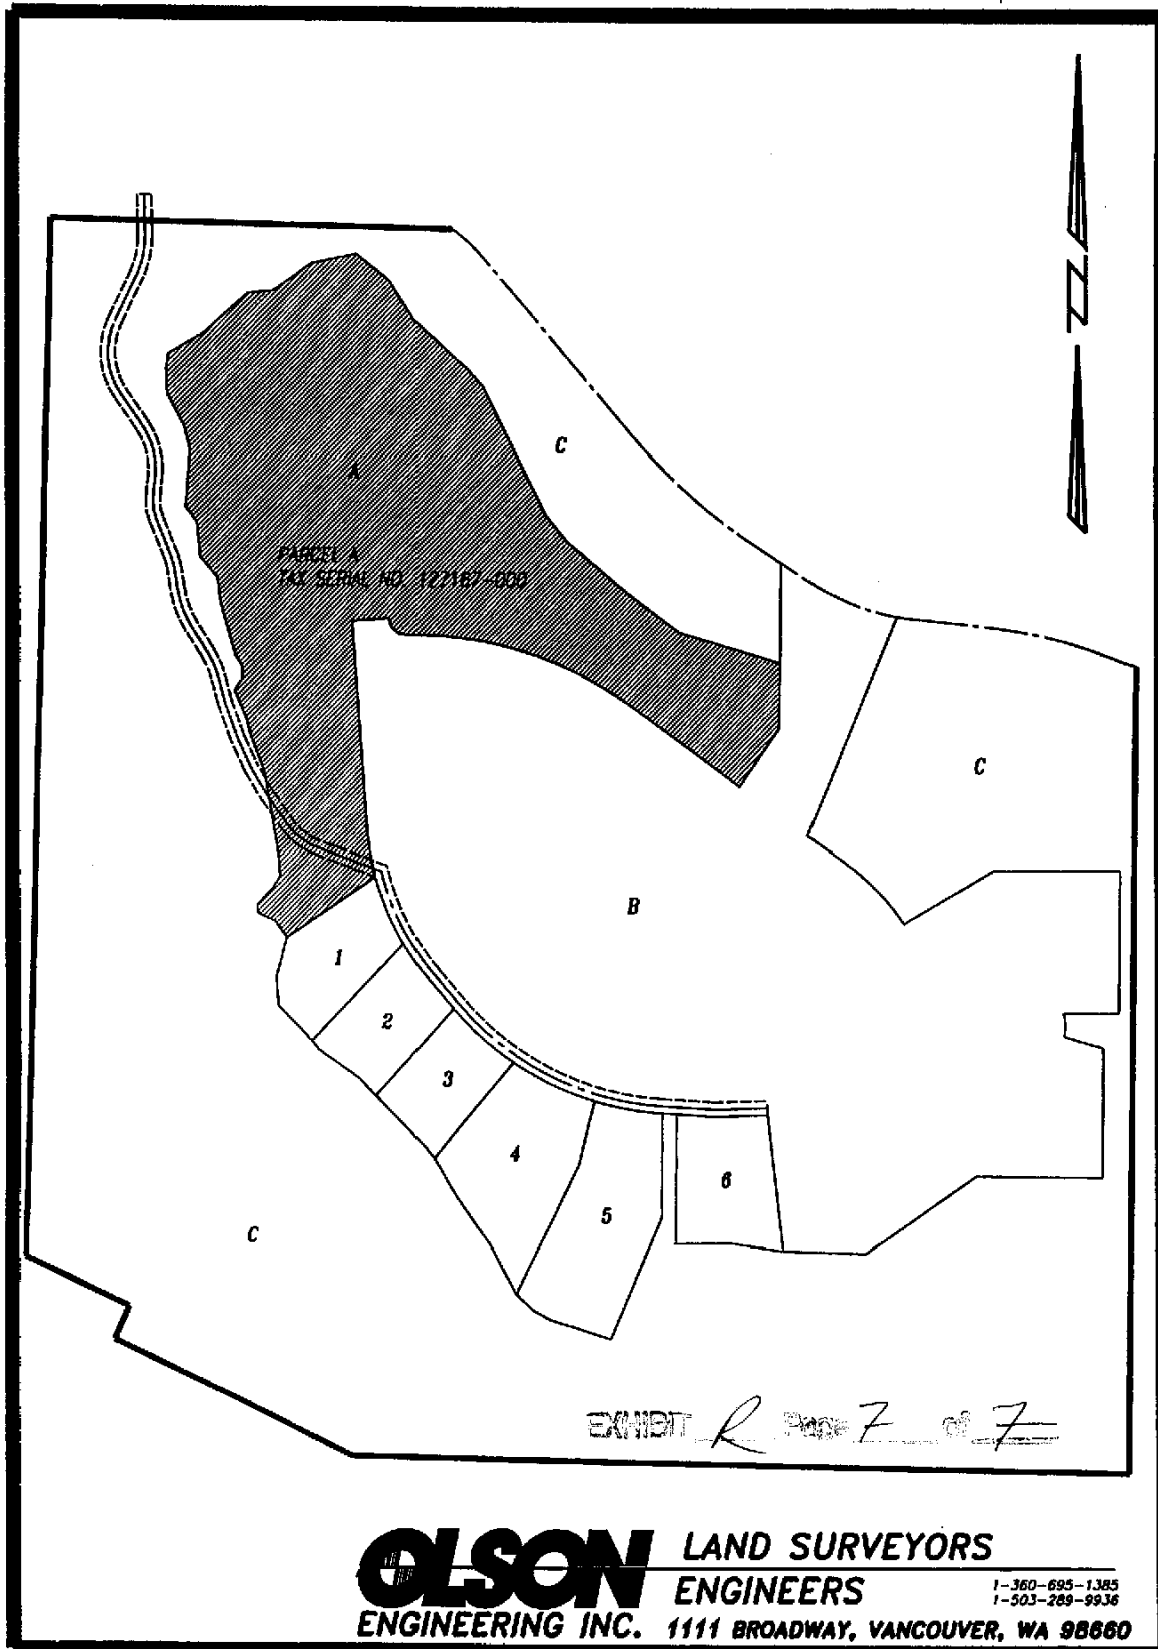 N
C
A
PARCEL A
TAX SERIAL NO. 122187-000
C
B
1
2
3
4
5
6
C
EXHIBIT R Page 7 of 7
OLSON
ENGINEERING INC.
LAND SURVEYORS
ENGINEERS
1-360-695-1385
1-503-289-9936
1111 BROADWAY, VANCOUVER, WA 98660